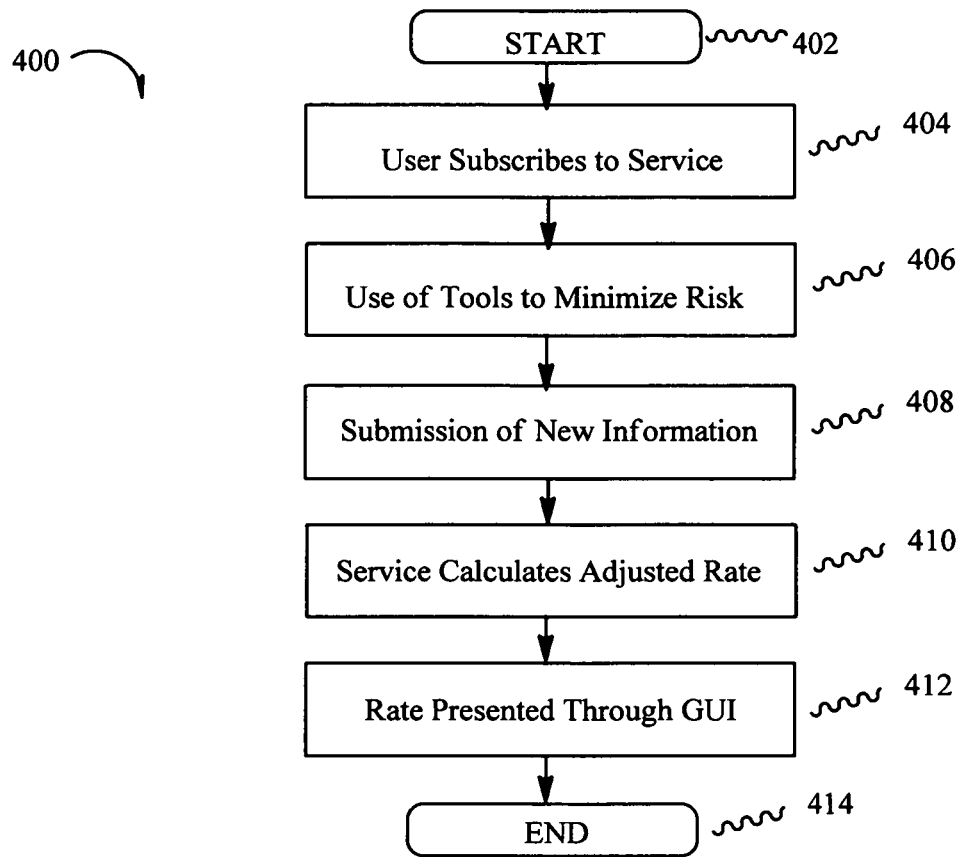 START
402
400
User Subscribes to Service
404
Use of Tools to Minimize Risk
406
Submission of New Information
408
Service Calculates Adjusted Rate
410
Rate Presented Through GUI
412
END
414